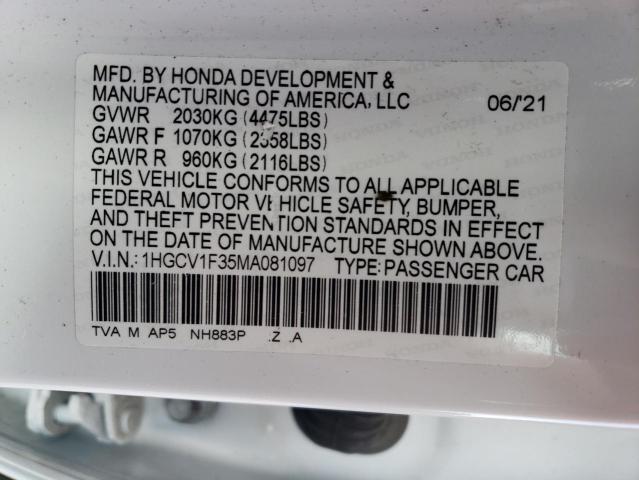 MFD. BY HONDA DEVELOPMENT &
MANUFACTURING OF AMERICA, LLC 06/'21
GVWR 2030KG (4475LBS)
GAWR F 1070KG (2358LBS)
GAWR R 960KG (2116LBS)
THIS VEHICLE CONFORMS TO ALL APPLICABLE
FEDERAL MOTOR VEHICLE SAFETY, BUMPER,
AND THEFT PREVENTION STANDARDS IN EFFECT
ON THE DATE OF MANUFACTURE SHOWN ABOVE.
V.I.N.: 1HGCV1F35MA081097 TYPE: PASSENGER CAR
TVA M AP5 NH883P .Z .A